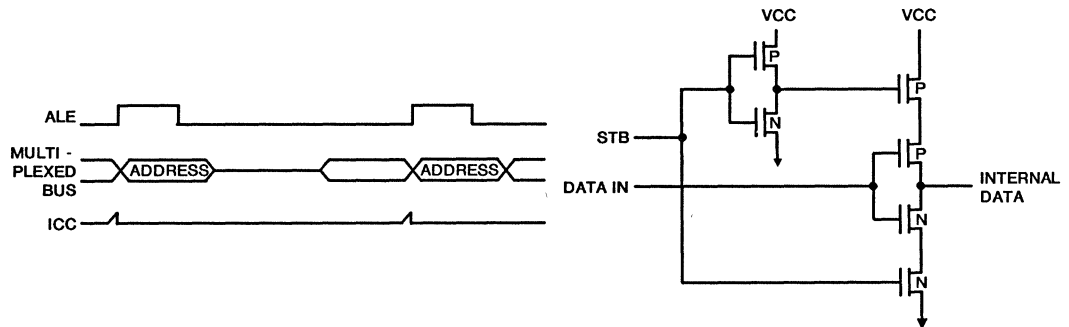 ALE
MULTI -
PLEXED
BUS
ADDRESS
ADDRESS
ICC
VCC
VCC
P
P
N
STB
P
DATA IN
INTERNAL
DATA
N
N